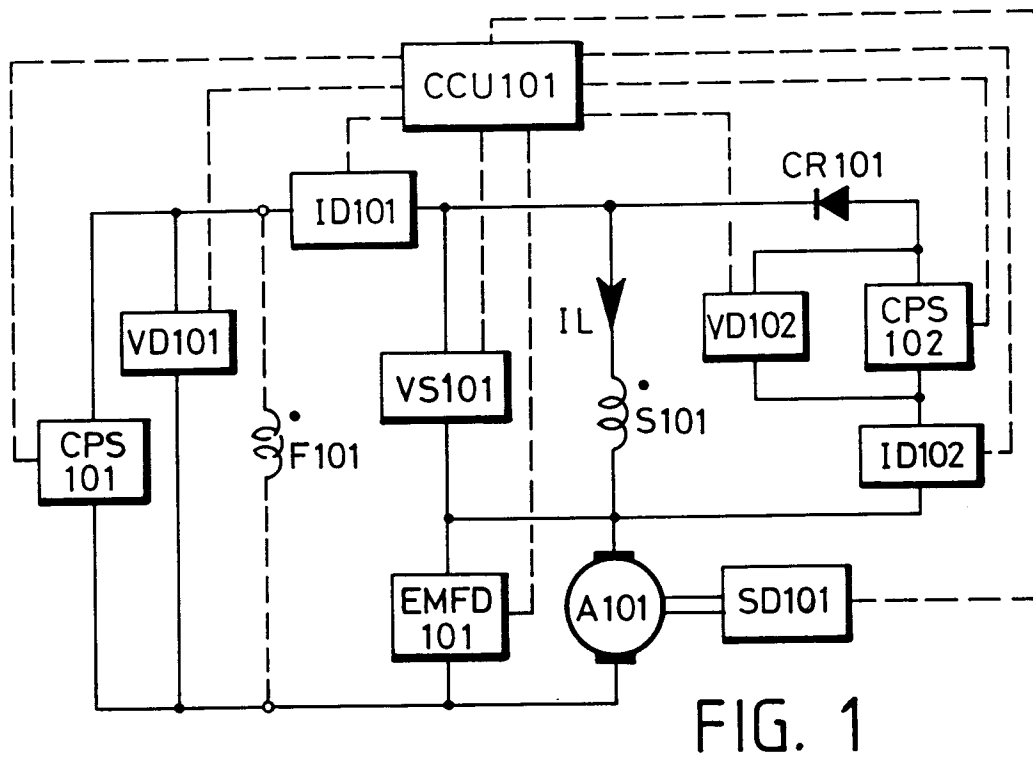 CCU101
CR101
ID101
VD101
IL
VD102
CPS
102
VS101
S101
CPS
101
F101
ID102
EMFD
101
A101
SD101
FIG. 1